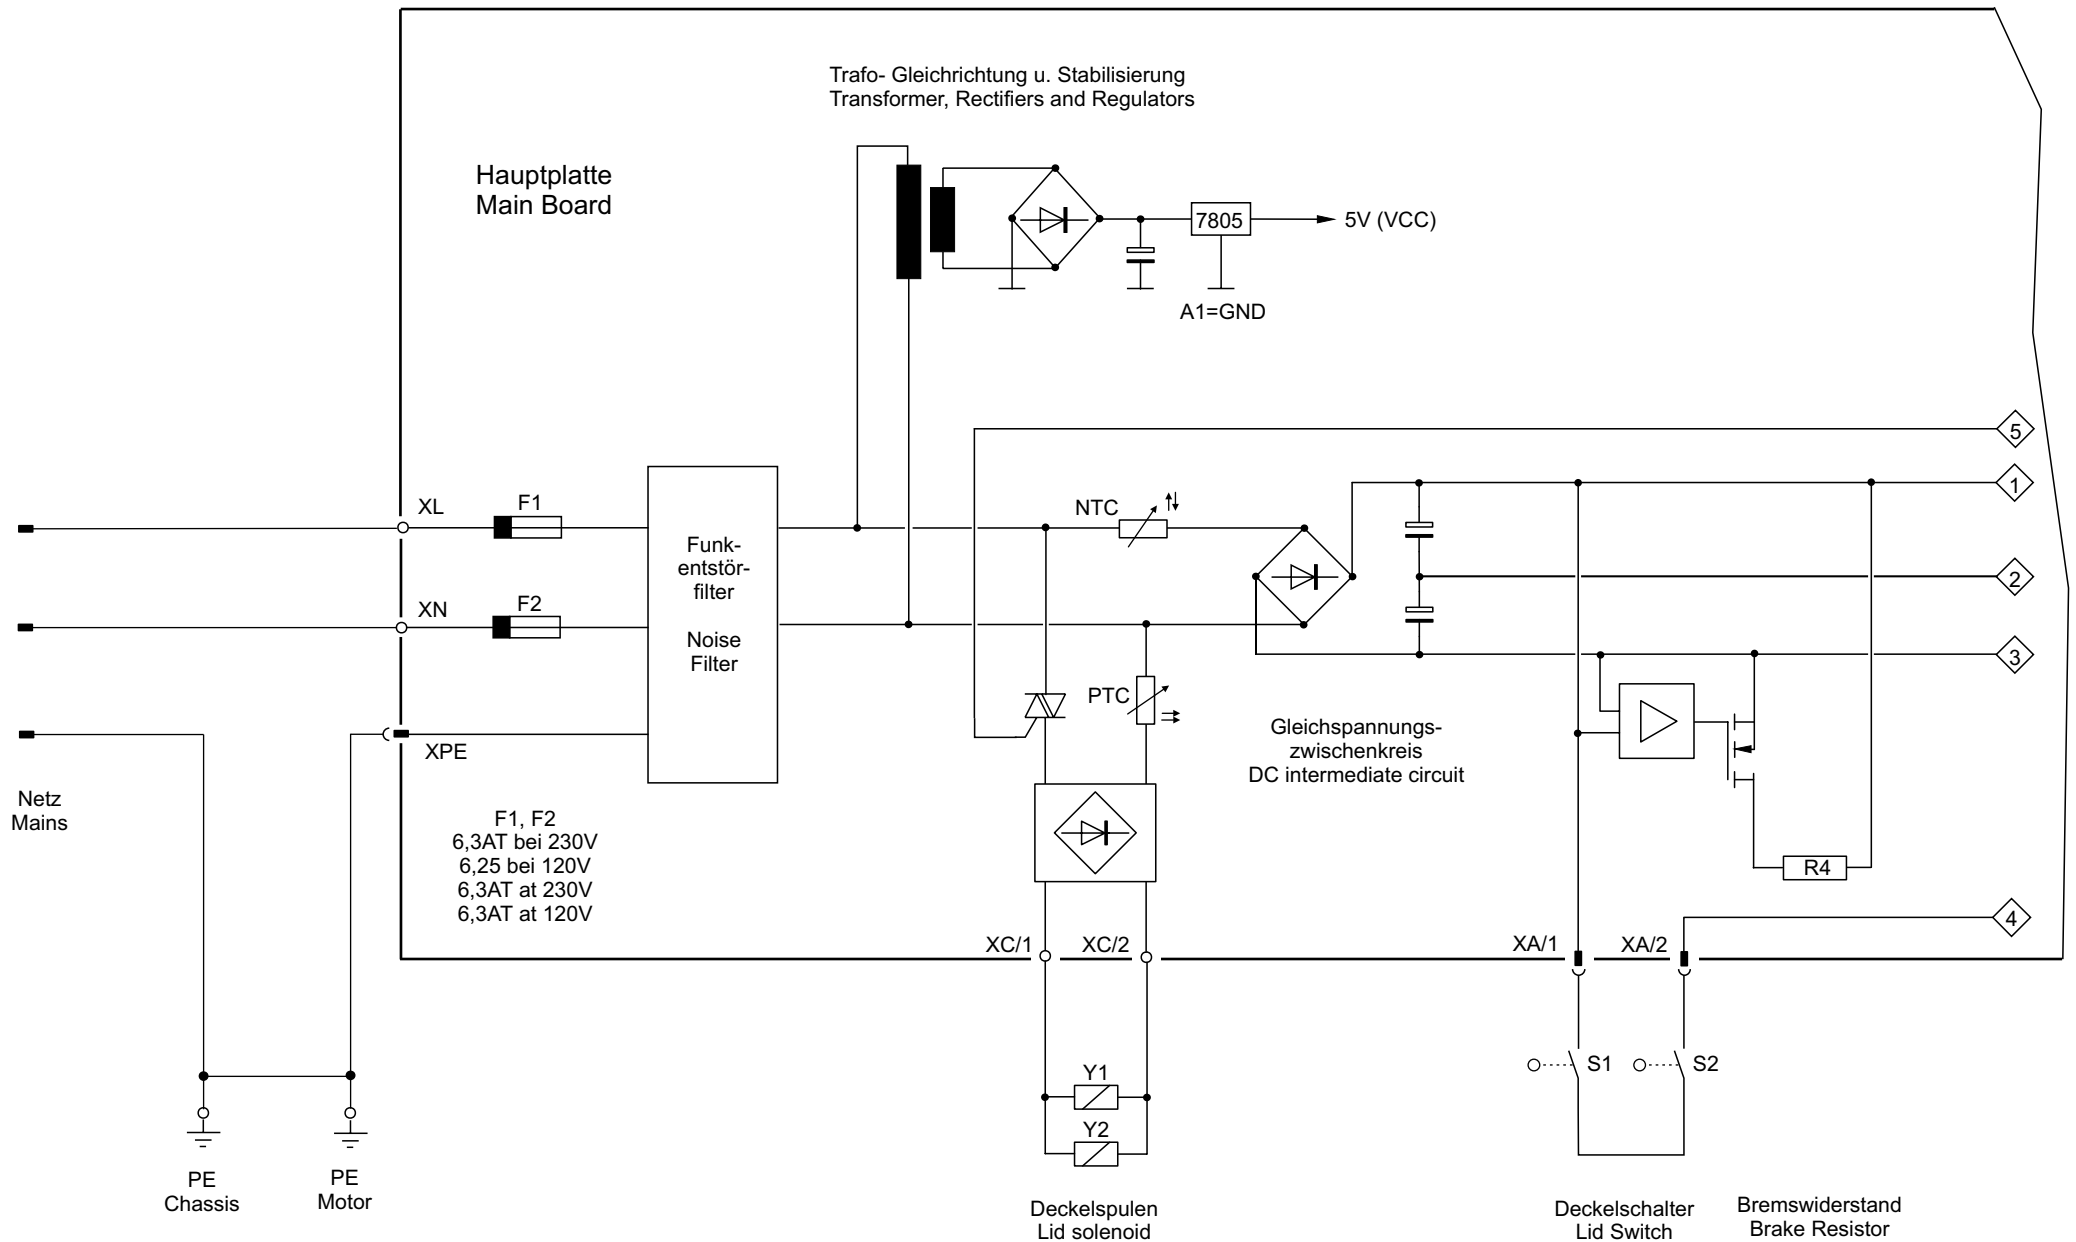 Trafo- Gleichrichtung u. Stabilisierung
Transformer, Rectifiers and Regulators
Hauptplatte
Main Board
7805
5V (VCC)
A1=GND
5
1
2
3
4
XL
F1
XN
F2
XPE
Funk-
entstör-
filter
Noise
Filter
NTC
PTC
Gleichspannungs-
zwischenkreis
DC intermediate circuit
R4
Netz
Mains
F1, F2
6,3AT bei 230V
6,25 bei 120V
6,3AT at 230V
6,3AT at 120V
XC/1
XC/2
XA/1
XA/2
Y1
Y2
S1
S2
PE
Chassis
PE
Motor
Deckelspulen
Lid solenoid
Deckelschalter
Lid Switch
Bremswiderstand
Brake Resistor